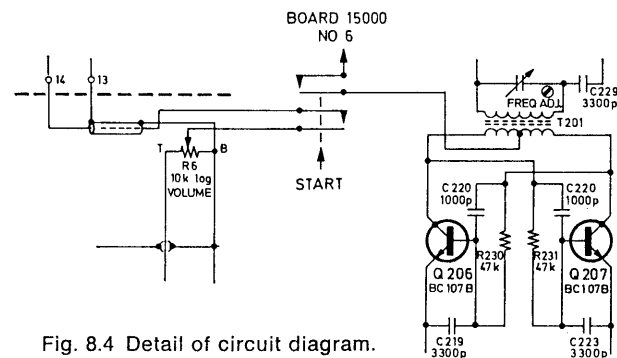 BOARD 15000
NO 6
14
13
T
B
R6
10k log
VOLUME
START
FREQ ADJ.
C229
3300p
T201
C220
1000p
C220
1000p
R230
47k
R231
47k
Q 206
BC107B
Q 207
BC107B
C219
3300p
C223
3300p
Fig. 8.4 Detail of circuit diagram.